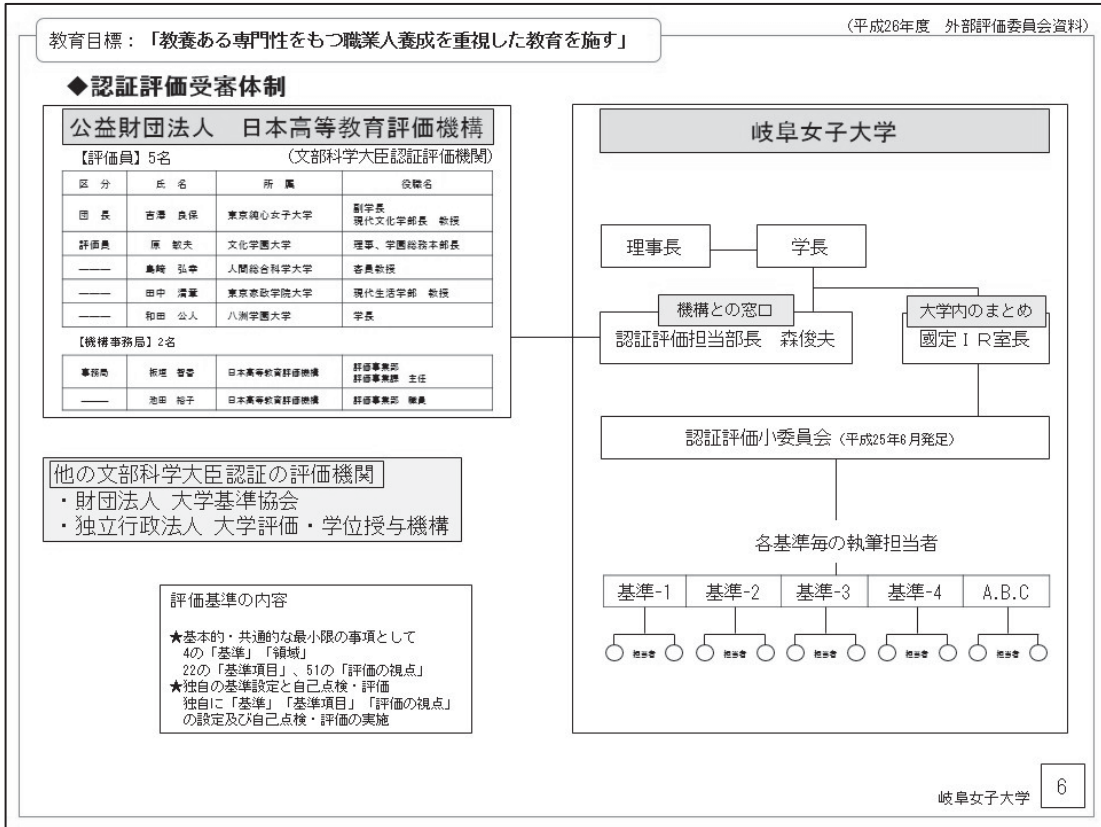 (平成26年度 外部評価委員会資料)
教育目標:「教養ある専門性をもつ職業人養成を重視した教育を施す」
◆認証評価受審体制
公益財団法人 日本高等教育評価機構
【評価員】5名 (文部科学大臣認証評価機関)
区 分 氏 名 所 属 役職名
団 長 吉澤 良保 東京純心女子大学 副学長
現代文化学部長 教授
評価員 原 敏夫 文化学園大学 理事、学園総務本部長
――― 島崎 弘幸 人間総合科学大学 客員教授
――― 田中 清章 東京家政学院大学 現代生活学部 教授
――― 和田 公人 八洲学園大学 学長
【機構事務局】2名
事務局 板垣 智香 日本高等教育評価機構 評価事業部
評価事業課 主任
――― 池田 裕子 日本高等教育評価機構 評価事業部 職員
他の文部科学大臣認証の評価機関
・財団法人 大学基準協会
・独立行政法人 大学評価・学位授与機構
評価基準の内容
★基本的・共通的な最小限の事項として
4の「基準」「領域」
22の「基準項目」、51の「評価の視点」
★独自の基準設定と自己点検・評価
独自に「基準」「基準項目」「評価の視点」
の設定及び自己点検・評価の実施
岐阜女子大学
理事長 学長
機構との窓口 大学内のまとめ
認証評価担当部長 森俊夫 國定IR室長
認証評価小委員会(平成25年6月発足)
各基準毎の執筆担当者
基準-1 基準-2 基準-3 基準-4 A.B.C
担当者 担当者 担当者 担当者 担当者
岐阜女子大学 6